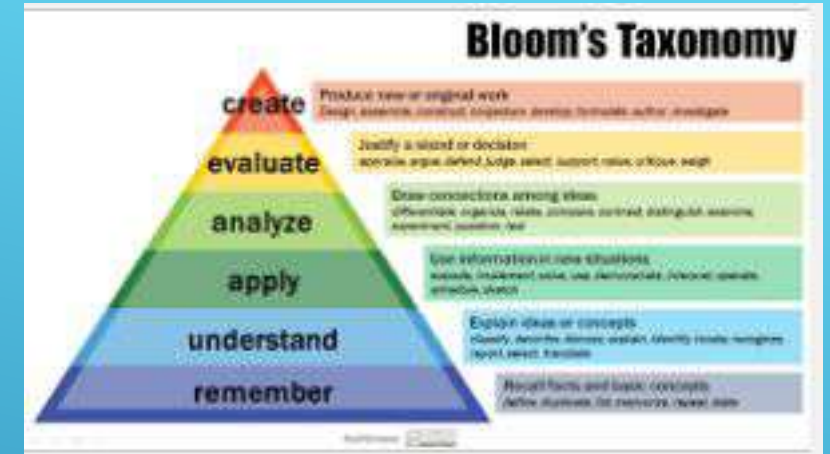 Bloom's Taxonomy
create
Produce new or original work
Design, assemble, construct, conjecture, develop, formulate, author, investigate
evaluate
Justify a stand or decision
appraise, argue, defend, judge, select, support, value, critique, weigh
analyze
Draw connections among ideas
differentiate, organize, relate, compare, contrast, distinguish, examine,
experiment, question, test
apply
Use information in new situations
execute, implement, solve, use, demonstrate, interpret, operate,
schedule, sketch
understand
Explain ideas or concepts
classify, describe, discuss, explain, identify, locate, recognize,
report, select, translate
remember
Recall facts and basic concepts
define, duplicate, list, memorize, repeat, state